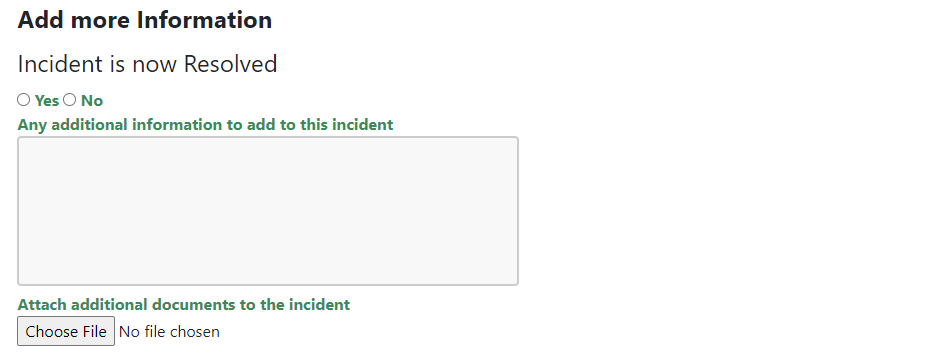 Add more Information
Incident is now Resolved
Yes No
Any additional information to add to this incident
Attach additional documents to the incident
Choose File No file chosen